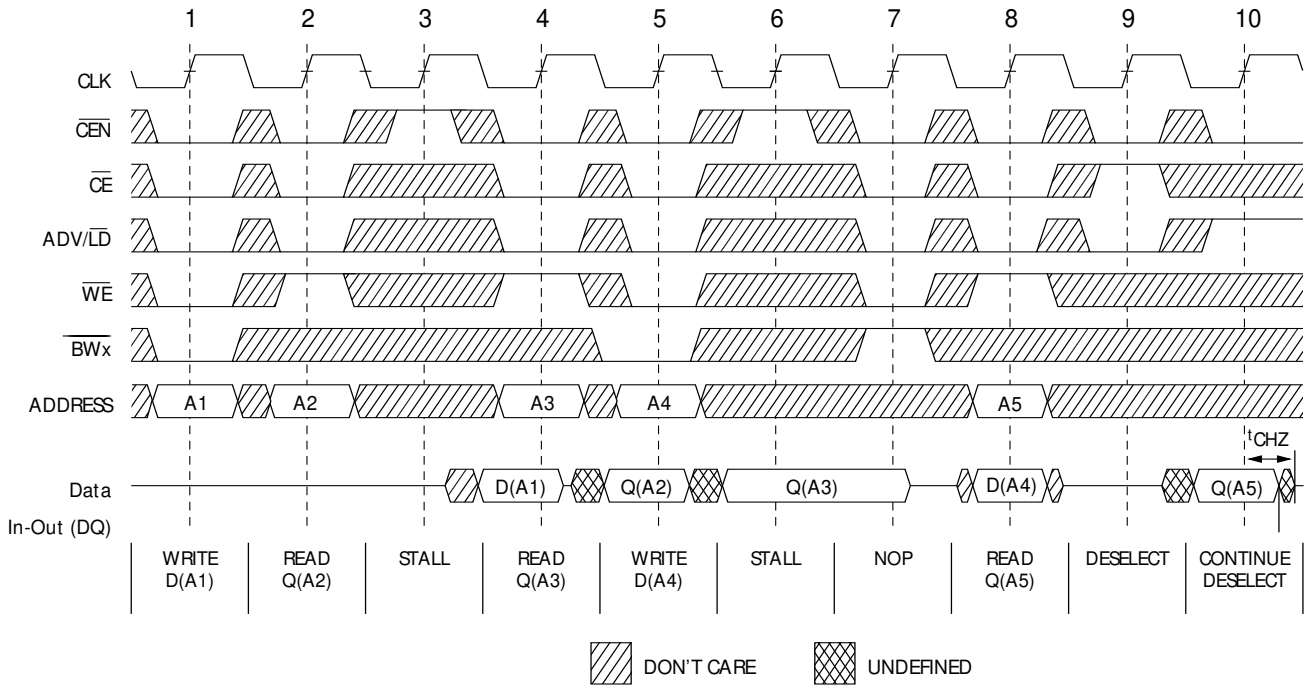 1 2 3 4 5 6 7 8 9 10
CLK
CEN
CE
ADV/LD
WE
BWx
ADDRESS A1 A2 A3 A4 A5
tCHZ
Data D(A1) Q(A2) Q(A3) D(A4) Q(A5)
In-Out (DQ)
WRITE READ STALL READ WRITE STALL NOP READ DESELECT CONTINUE
D(A1) Q(A2) Q(A3) D(A4) Q(A5) DESELECT
DON'T CARE UNDEFINED